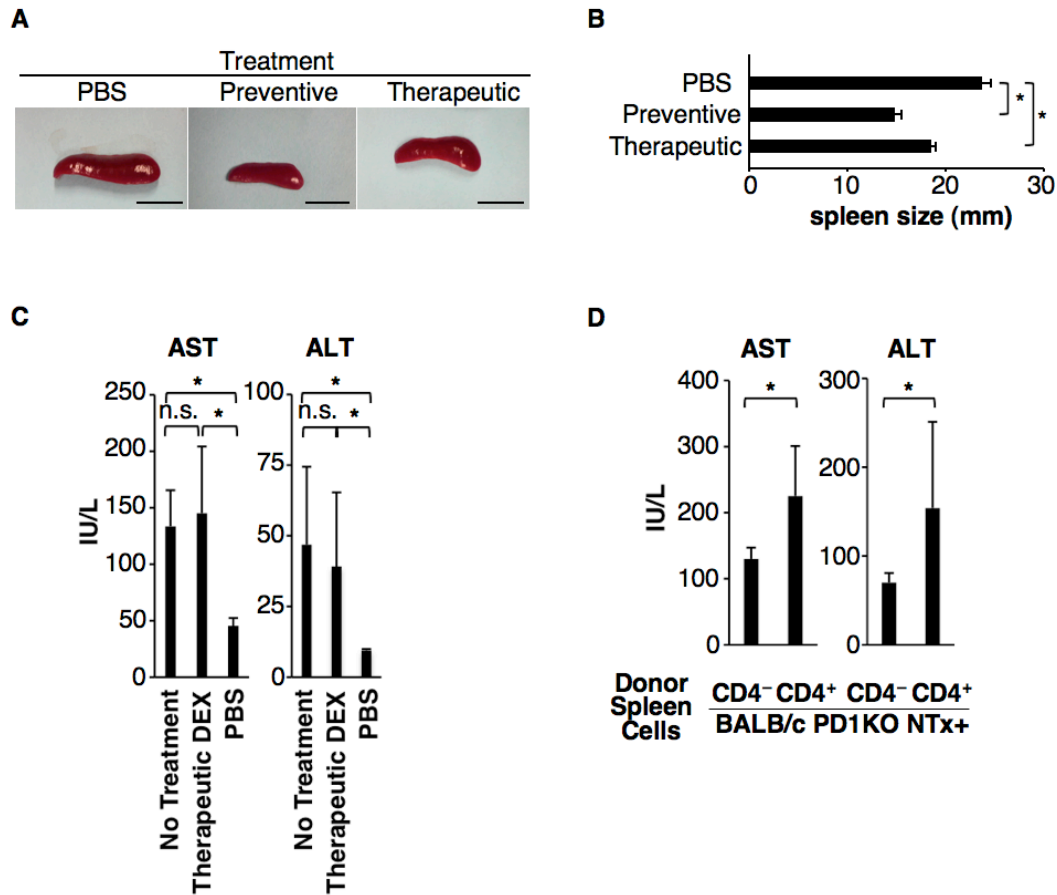 A
Treatment
PBS Preventive Therapeutic
B
PBS
Preventive
Therapeutic
*
*
0 10 20 30
spleen size (mm)
C
AST
250
200
150
100
50
0
IU/L
*
n.s. *
No Treatment
Therapeutic DEX
PBS
ALT
100
75
50
25
0
*
n.s. *
No Treatment
Therapeutic DEX
PBS
D
AST
400
300
200
100
0
IU/L
*
ALT
300
200
100
0
*
Donor
Spleen
Cells
CD4⁻ CD4⁺ CD4⁻ CD4⁺
BALB/c PD1KO NTx+